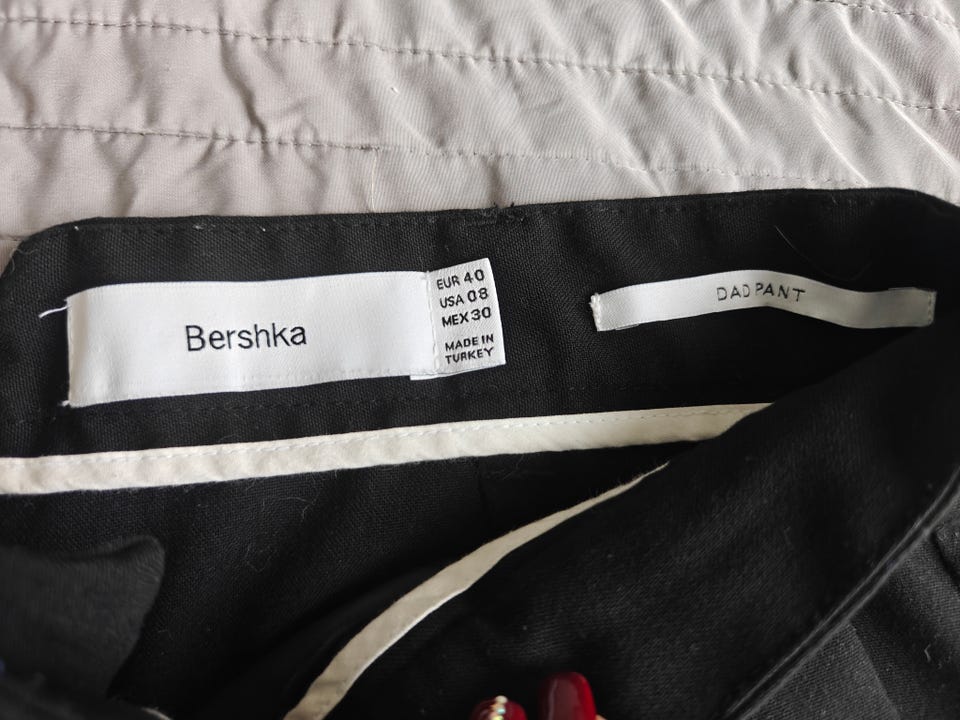 Bershka
EUR 40
USA 08
MEX 30
MADE IN
TURKEY
DAD PANT